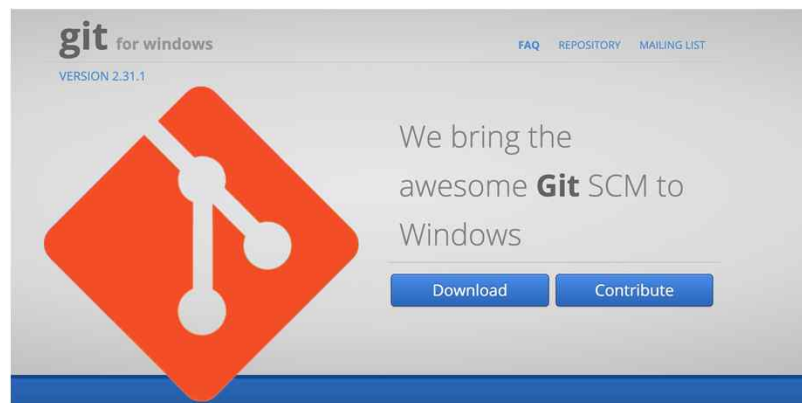 git for windows
FAQ REPOSITORY MAILING LIST
VERSION 2.31.1
We bring the
awesome Git SCM to
Windows
Download Contribute